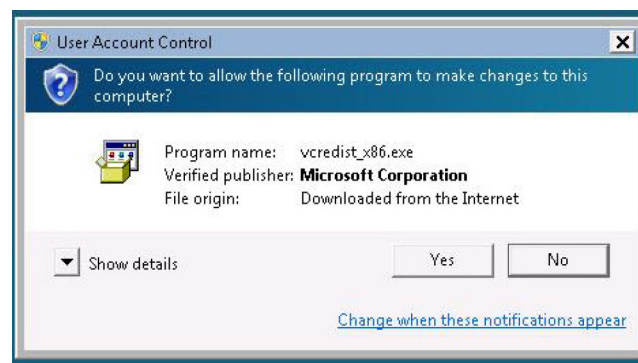 User Account Control
Do you want to allow the following program to make changes to this
computer?
Program name: vcredist_x86.exe
Verified publisher: Microsoft Corporation
File origin: Downloaded from the Internet
Show details
Yes
No
Change when these notifications appear